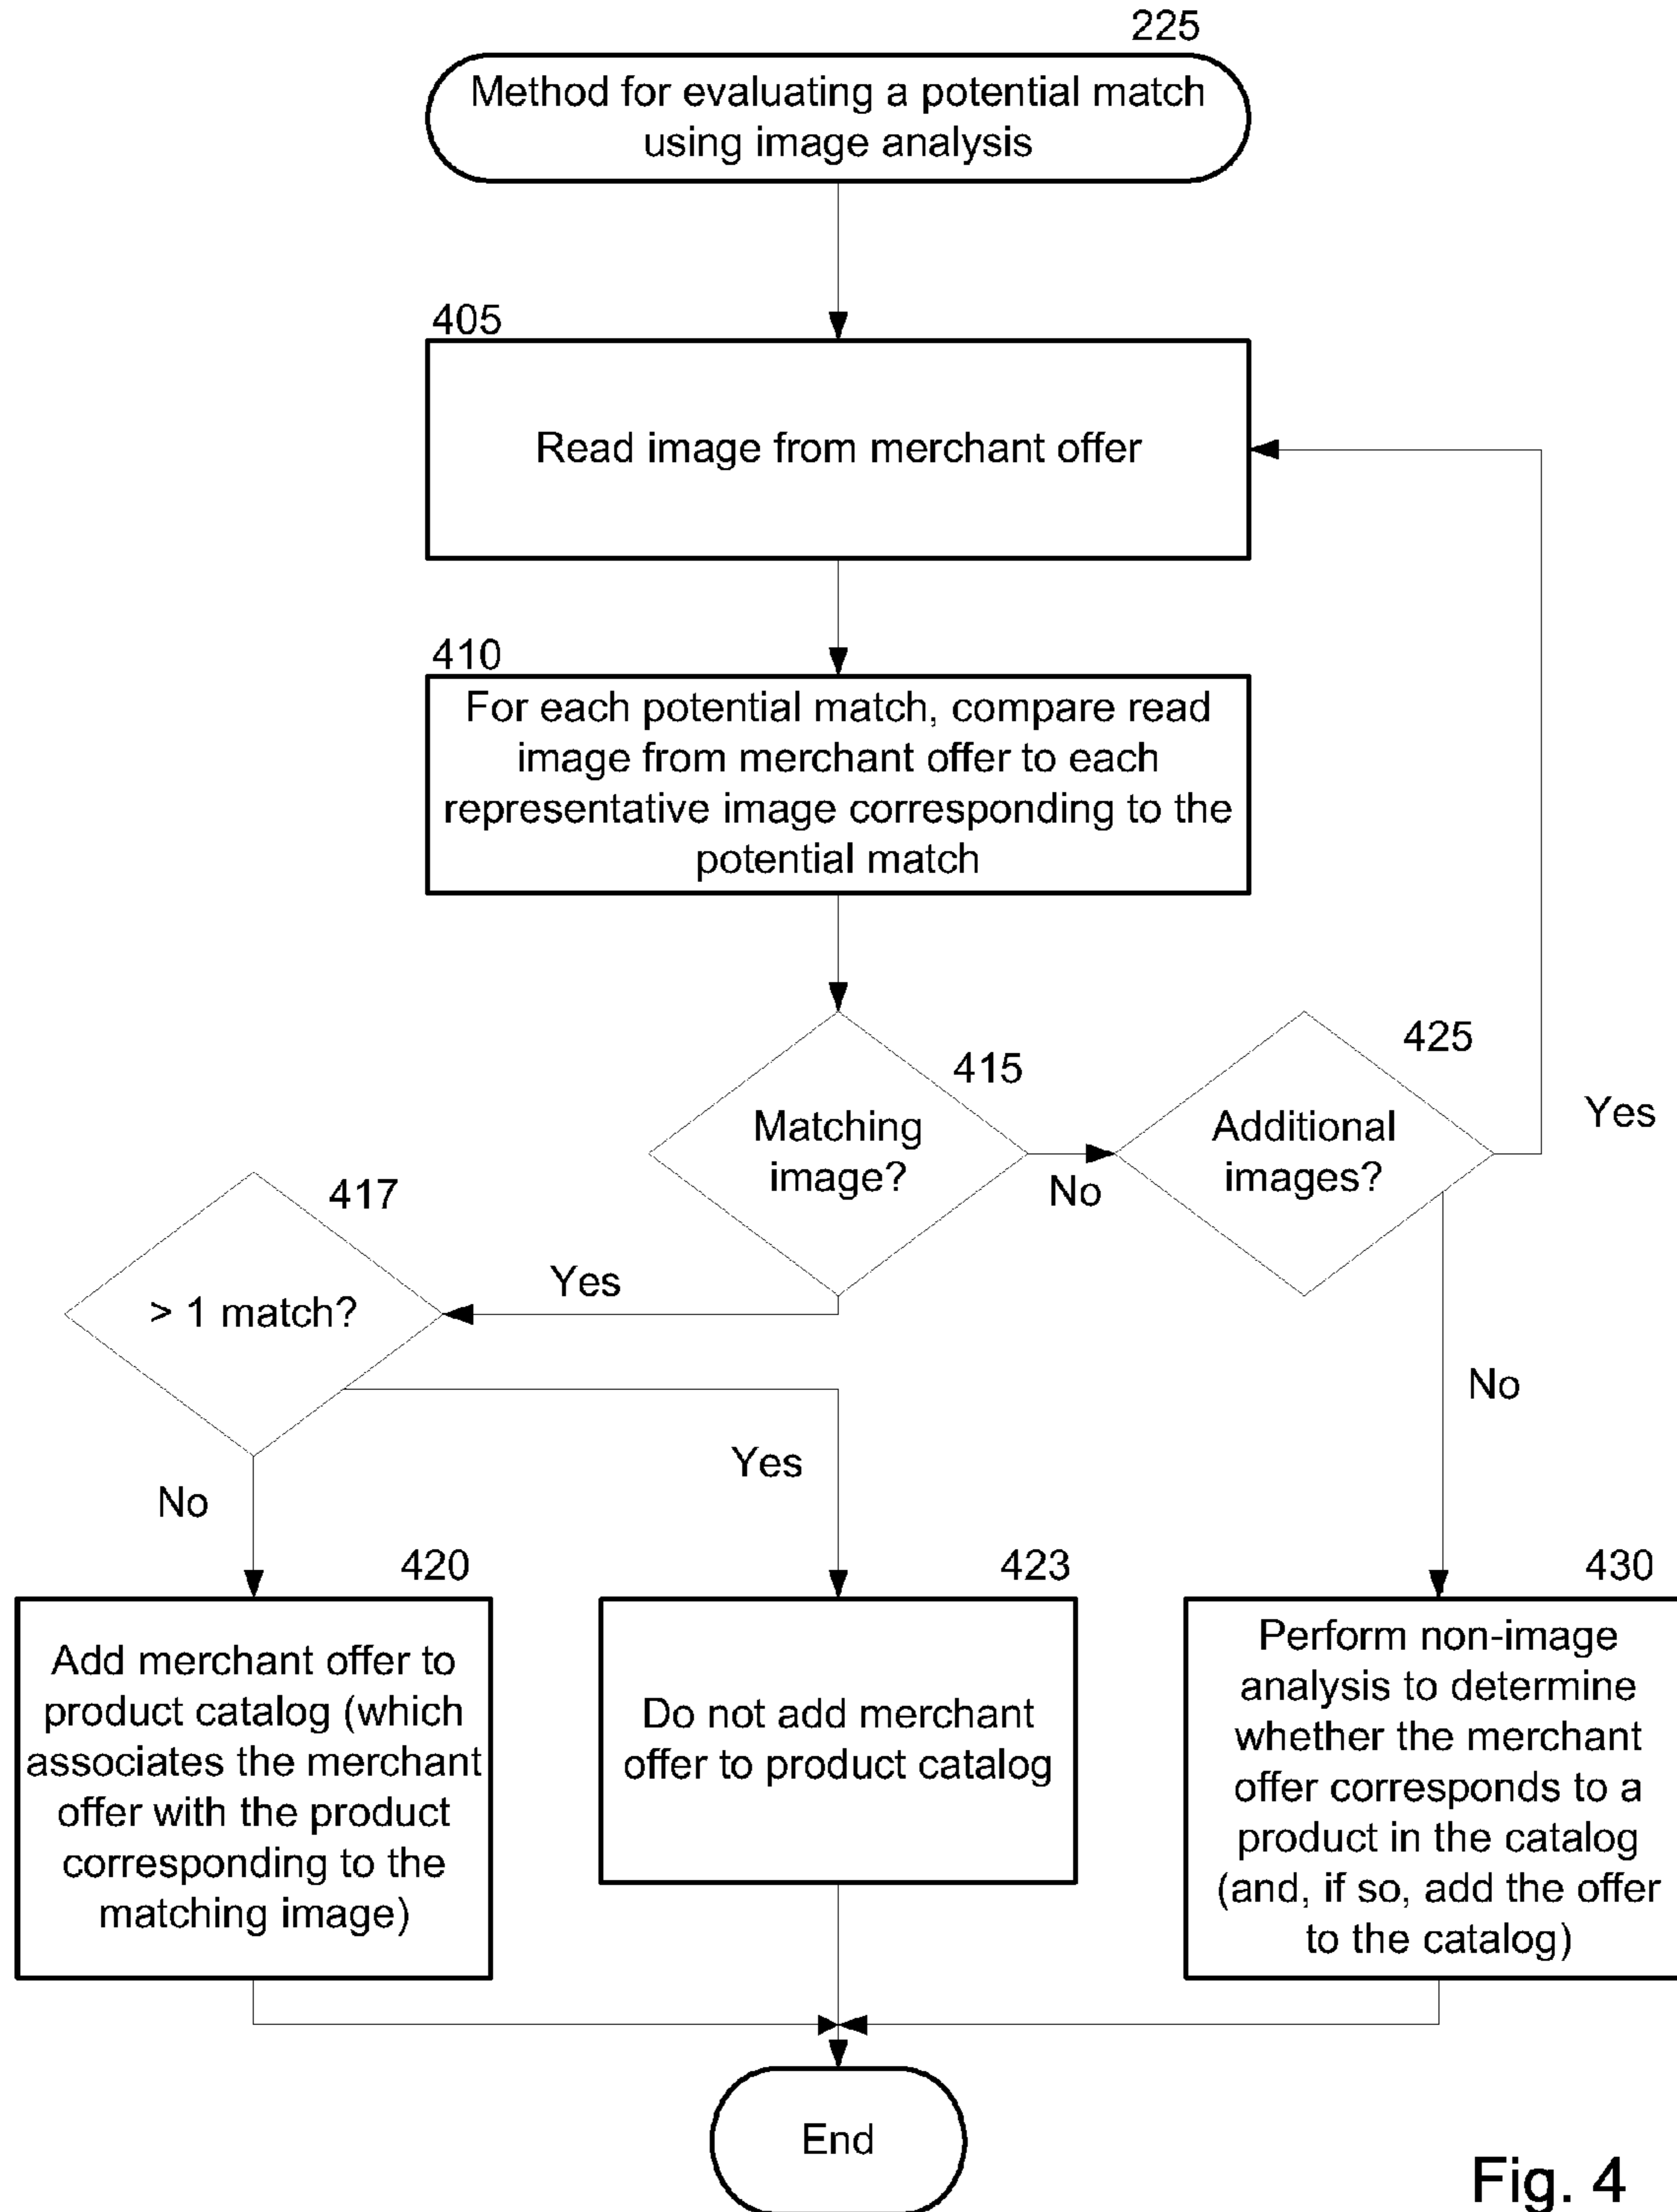 225
Method for evaluating a potential match
using image analysis
405
Read image from merchant offer
410
For each potential match, compare read
image from merchant offer to each
representative image corresponding to the
potential match
415
Matching
image?
No
425
Additional
images?
Yes
No
Yes
417
> 1 match?
No
Yes
420
Add merchant offer to
product catalog (which
associates the merchant
offer with the product
corresponding to the
matching image)
423
Do not add merchant
offer to product catalog
430
Perform non-image
analysis to determine
whether the merchant
offer corresponds to a
product in the catalog
(and, if so, add the offer
to the catalog)
End
Fig. 4